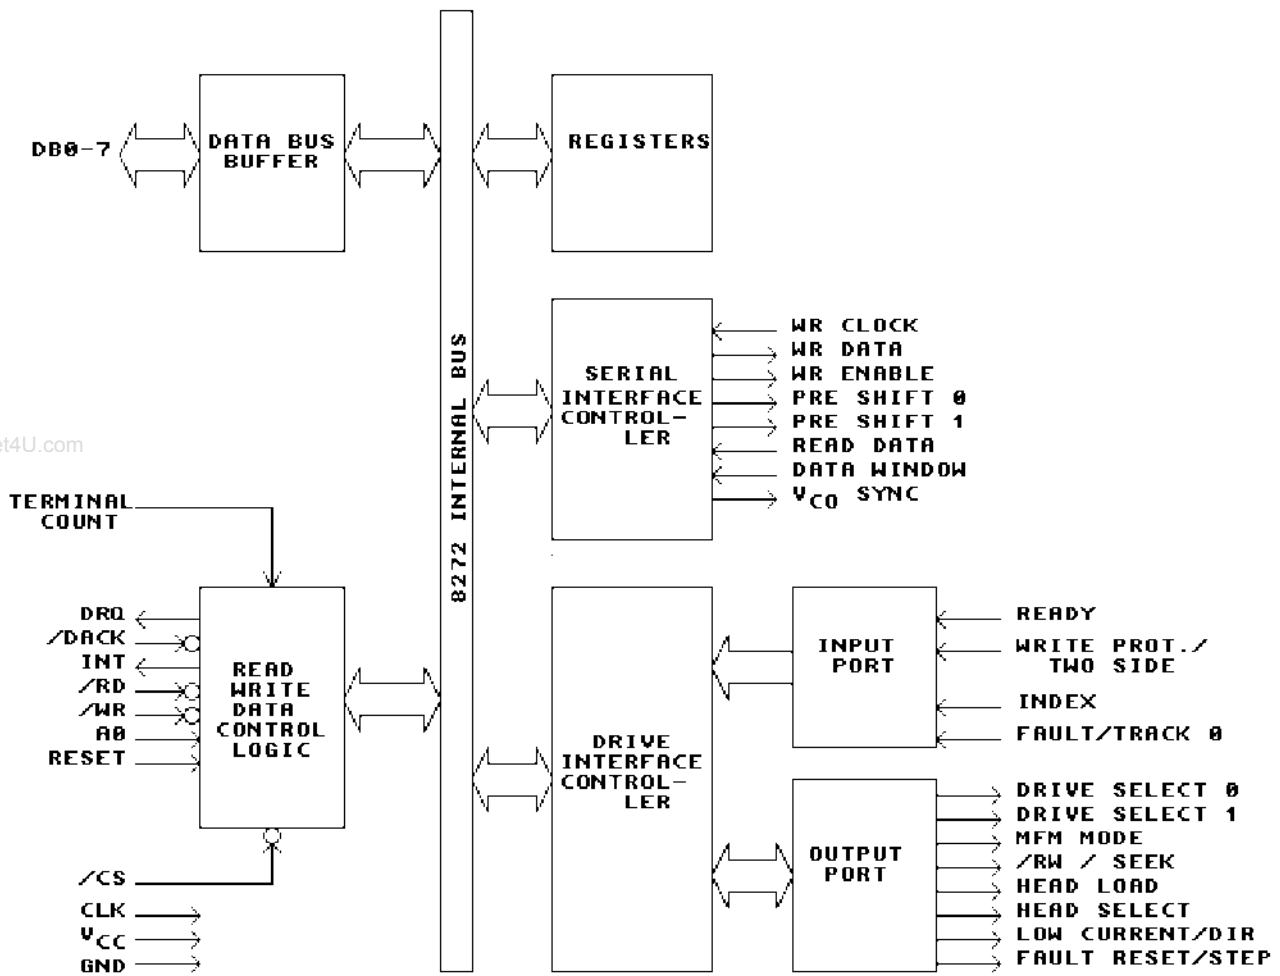 DB0-7
DATA BUS
BUFFER
REGISTERS
8272 INTERNAL BUS
SERIAL
INTERFACE
CONTROL-
LER
WR CLOCK
WR DATA
WR ENABLE
PRE SHIFT 0
PRE SHIFT 1
READ DATA
DATA WINDOW
VCO SYNC
et4U.com
TERMINAL
COUNT
DRQ
/DACK
INT
/RD
/WR
A0
RESET
READ
WRITE
DATA
CONTROL
LOGIC
/CS
CLK
VCC
GND
DRIVE
INTERFACE
CONTROL-
LER
INPUT
PORT
READY
WRITE PROT./
TWO SIDE
INDEX
FAULT/TRACK 0
OUTPUT
PORT
DRIVE SELECT 0
DRIVE SELECT 1
MFM MODE
/RW / SEEK
HEAD LOAD
HEAD SELECT
LOW CURRENT/DIR
FAULT RESET/STEP